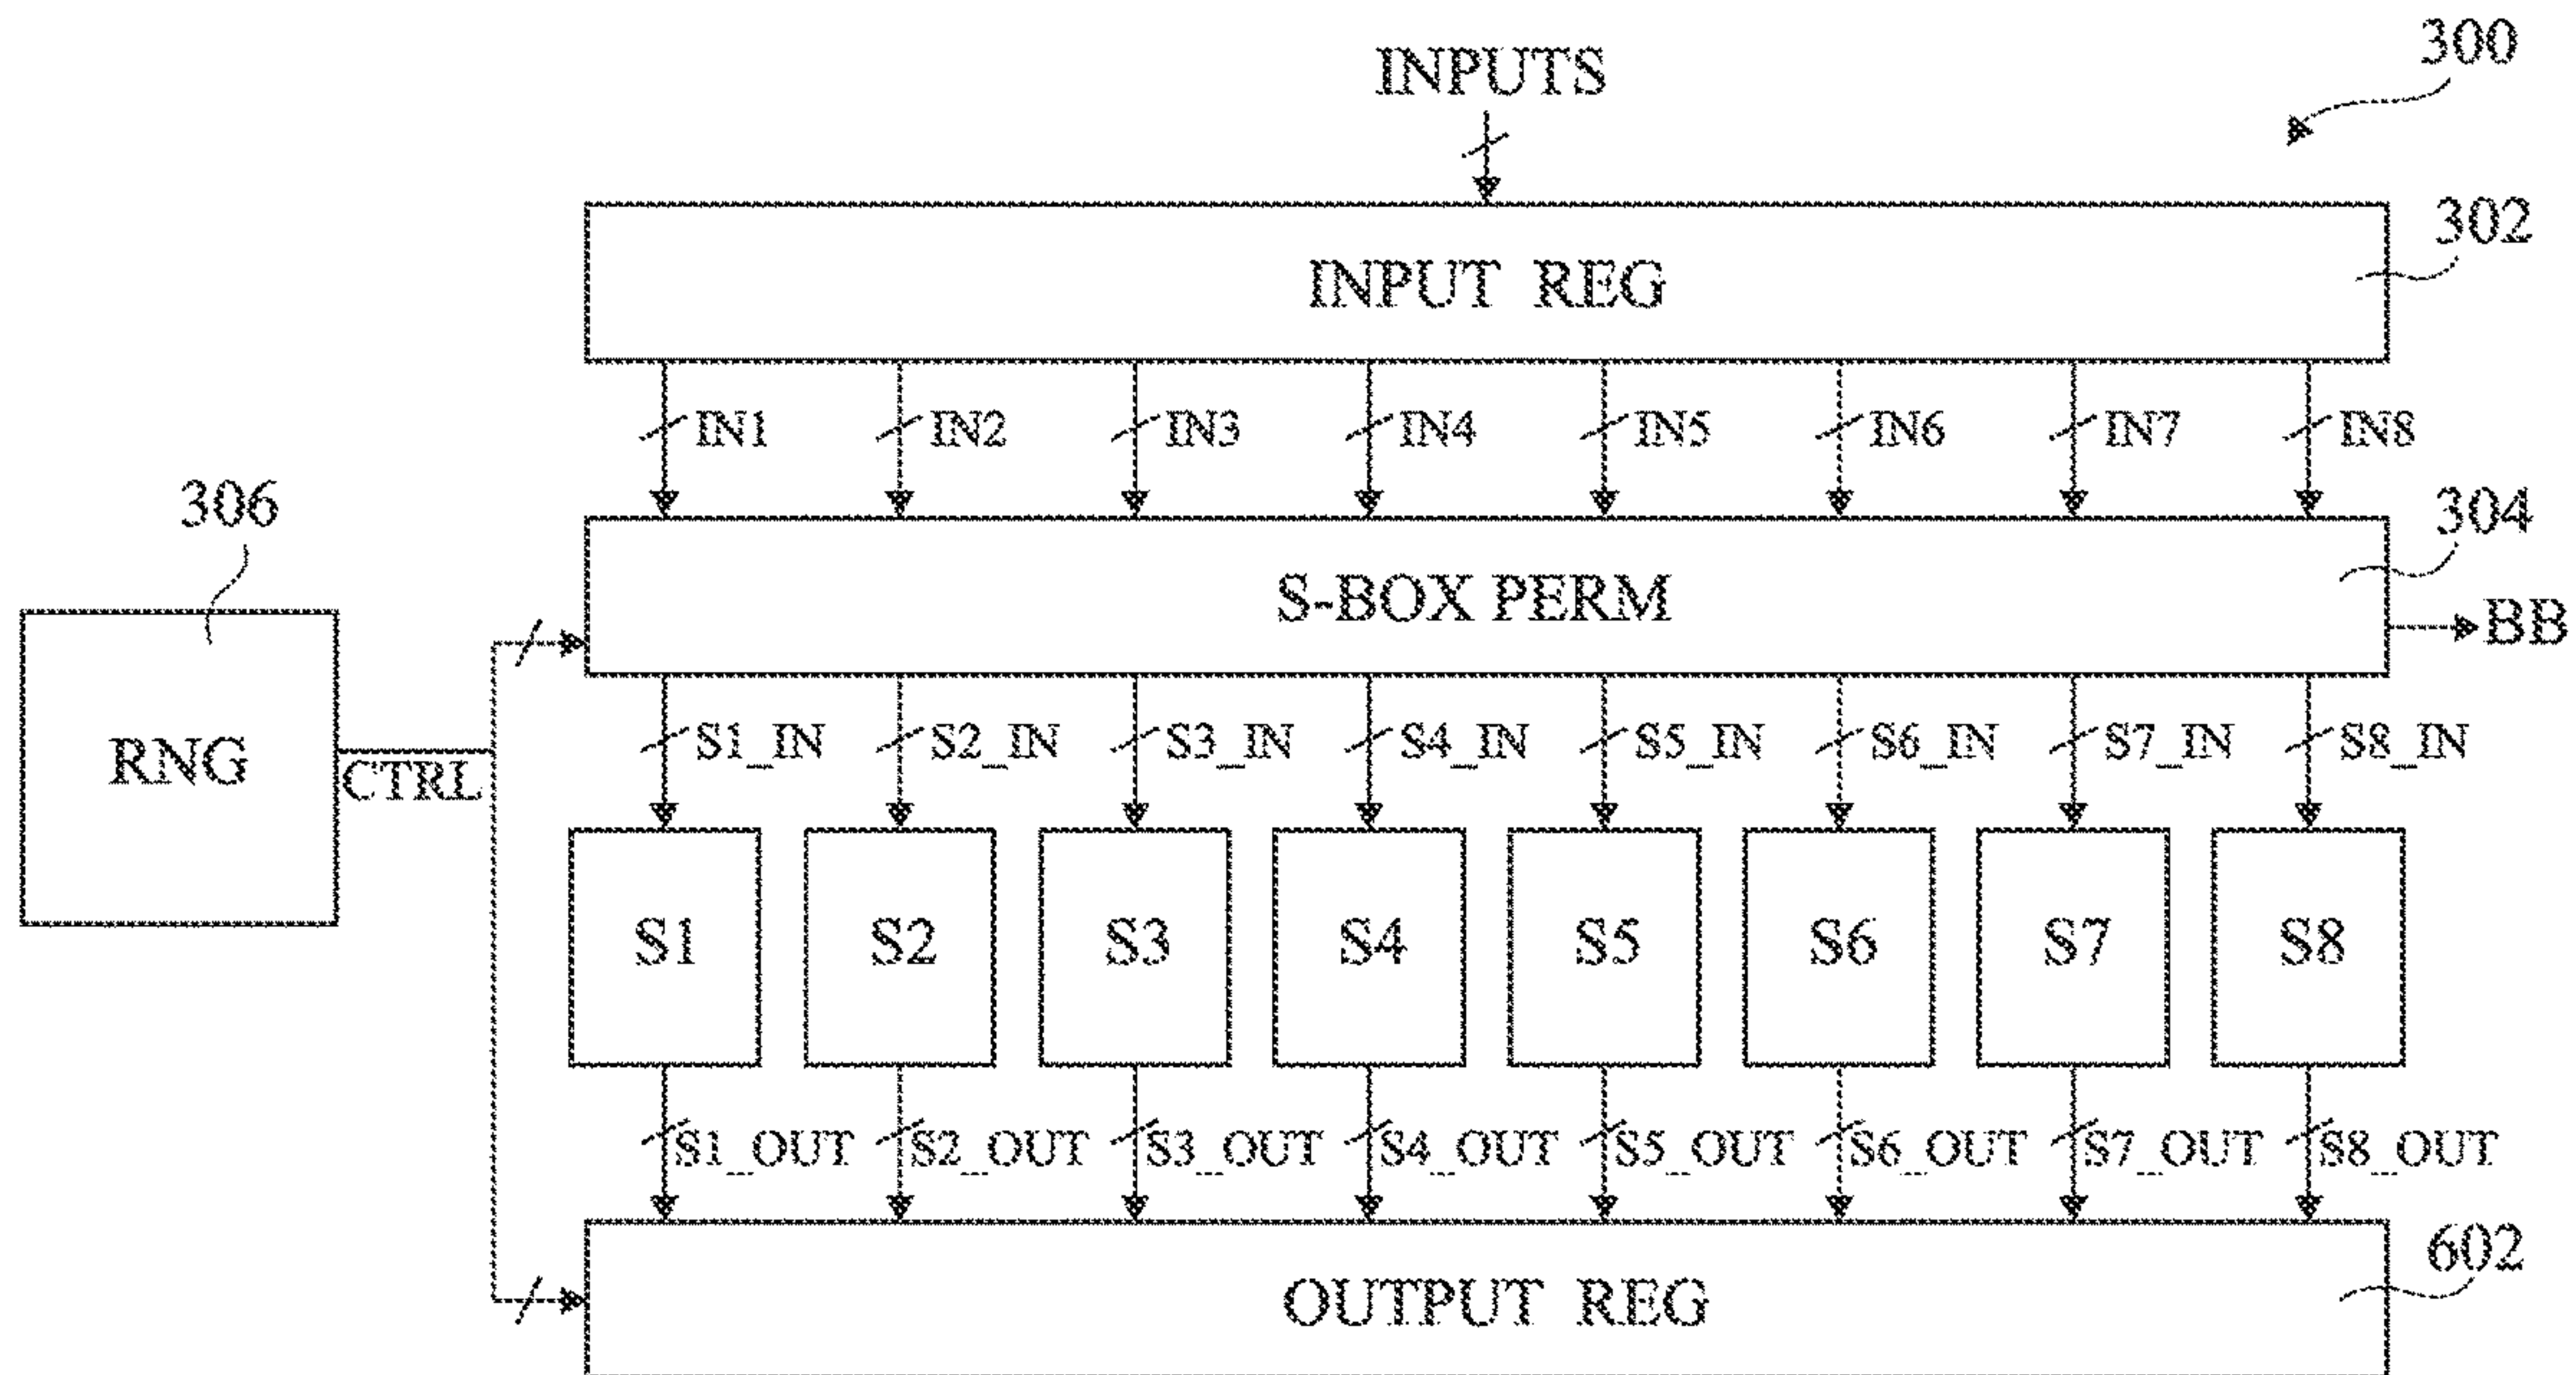 300
INPUTS
302
INPUT REG
IN1 IN2 IN3 IN4 IN5 IN6 IN7 IN8
306
304
S-BOX PERM
BB
S1_IN S2_IN S3_IN S4_IN S5_IN S6_IN S7_IN S8_IN
RNG
CTRL
S1 S2 S3 S4 S5 S6 S7 S8
S1_OUT S2_OUT S3_OUT S4_OUT S5_OUT S6_OUT S7_OUT S8_OUT
602
OUTPUT REG